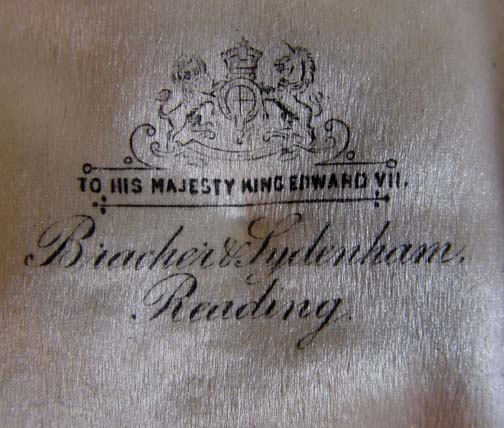 TO HIS MAJESTY KING EDWARD VII.
Bracher & Sydenham.
Reading.